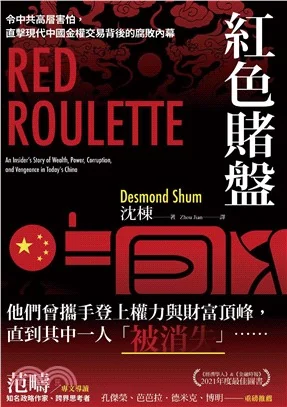 令中共高層害怕，
直擊現代中國金權交易背後的腐敗內幕
紅色賭盤
RED
ROULETTE
An Insider's Story of Wealth, Power, Corruption,
and Vengeance in Today's China
Desmond Shum
沈棟——著 Zhou Jian——譯
他們曾攜手登上權力與財富頂峰，
直到其中一人「被消失」……
范疇——專文導讀
知名政略作家、跨界思考者
《經濟學人》&《金融時報》
2021年度最佳圖書
孔傑榮、芭芭拉・德米克、博明——重磅推薦